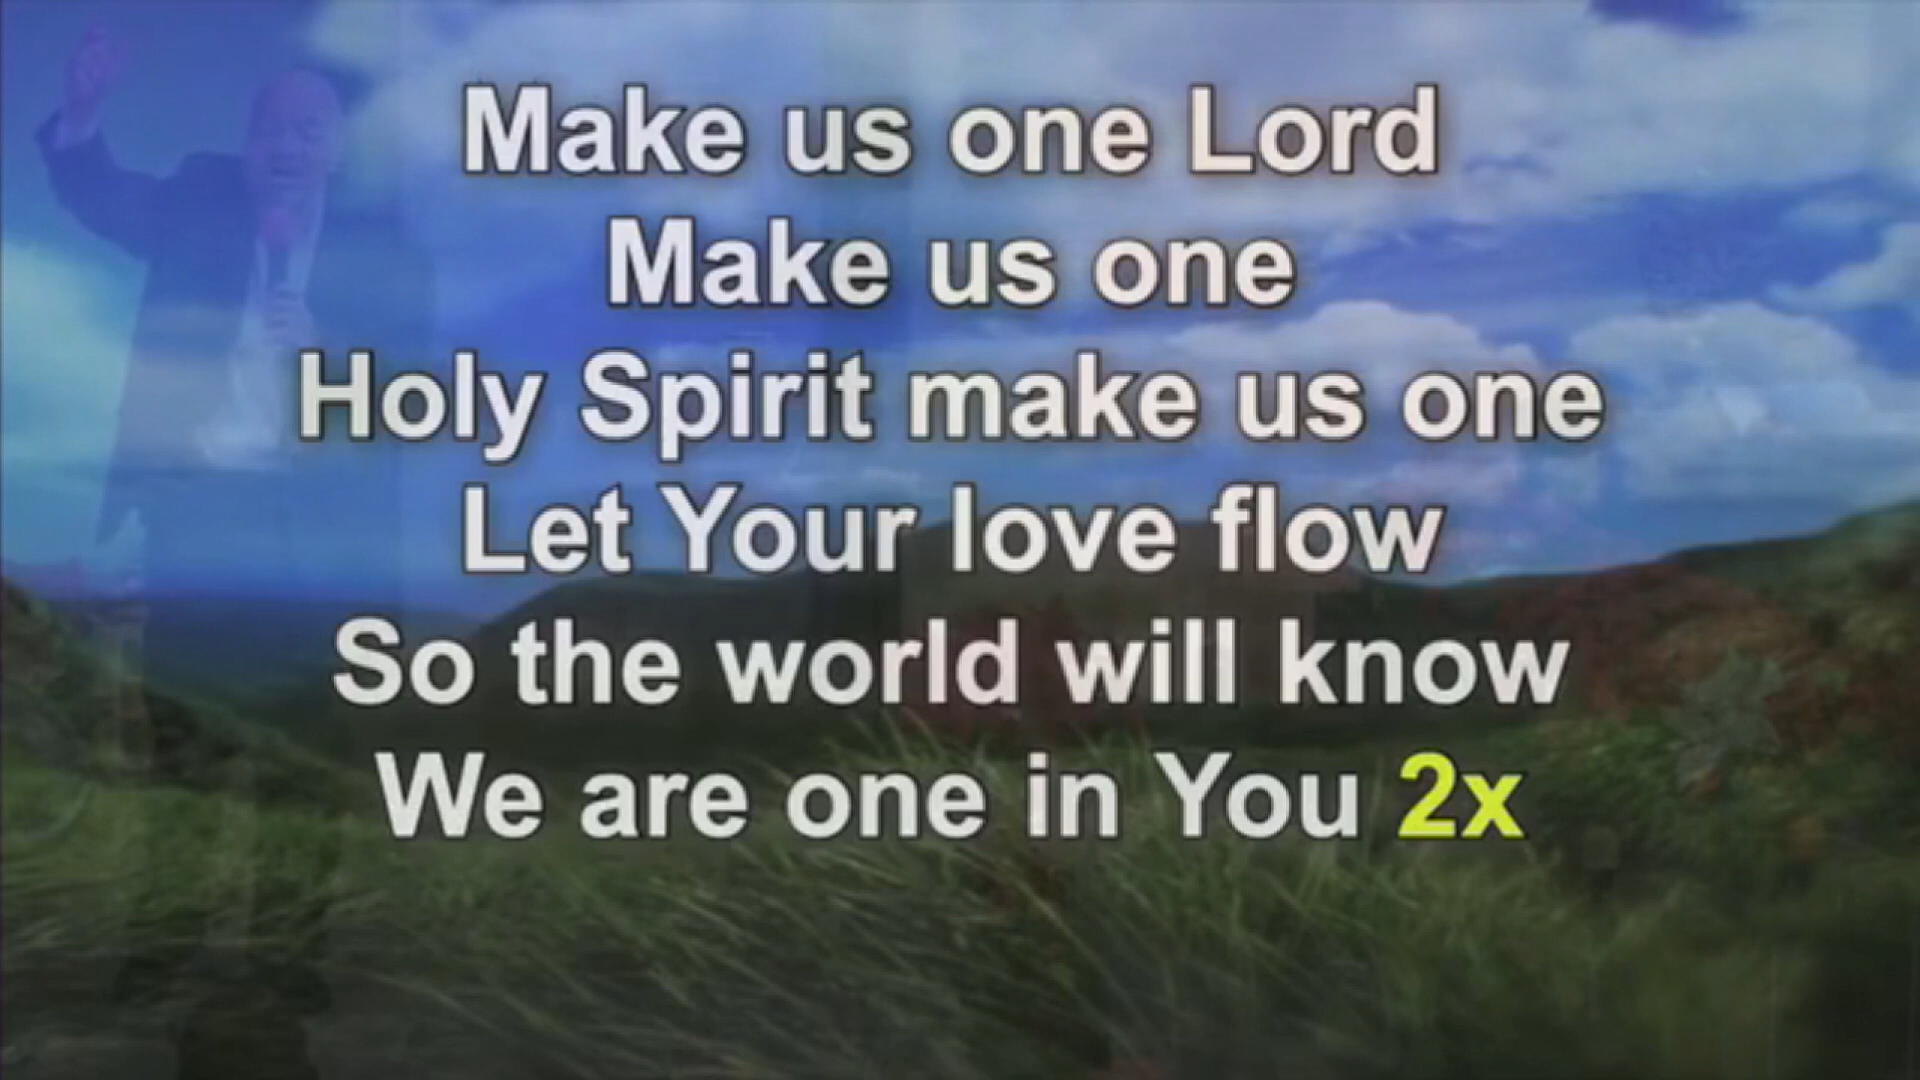 Make us one Lord
Make us one
Holy Spirit make us one
Let Your love flow
So the world will know
We are one in You 2x